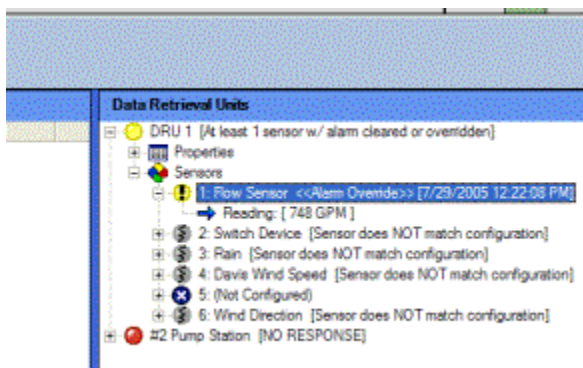 Data Retrieval Units
DRU 1 [At least 1 sensor w/ alarm cleared or overidden]
Properties
Sensors
1: Flow Sensor <<Alarm Override>> [7/29/2005 12:22:08 PM]
Reading: [ 748 GPM ]
2: Switch Device [Sensor does NOT match configuration]
3: Rain [Sensor does NOT match configuration]
4: Davis Wind Speed [Sensor does NOT match configuration]
5: (Not Configured)
6: Wind Direction [Sensor does NOT match configuration]
#2 Pump Station [NO RESPONSE]